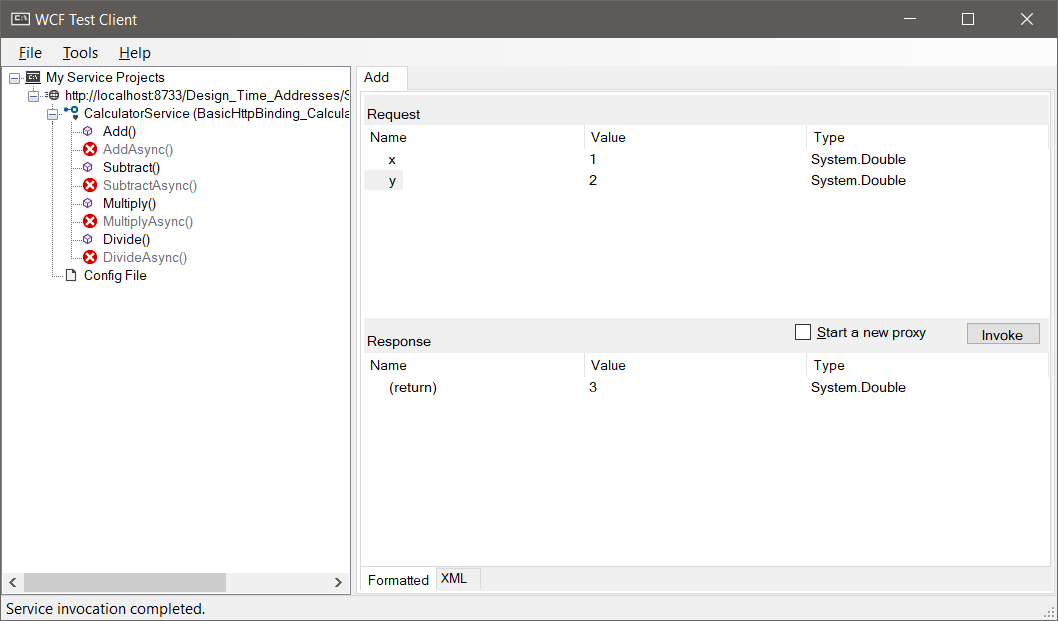 WCF Test Client
File Tools Help
My Service Projects
http://localhost:8733/Design_Time_Addresses/S
CalculatorService (BasicHttpBinding_Calcula
Add()
AddAsync()
Subtract()
SubtractAsync()
Multiply()
MultiplyAsync()
Divide()
DivideAsync()
Config File
Add
Request
Name Value Type
x 1 System.Double
y 2 System.Double
Start a new proxy Invoke
Response
Name Value Type
(return) 3 System.Double
Formatted XML
Service invocation completed.